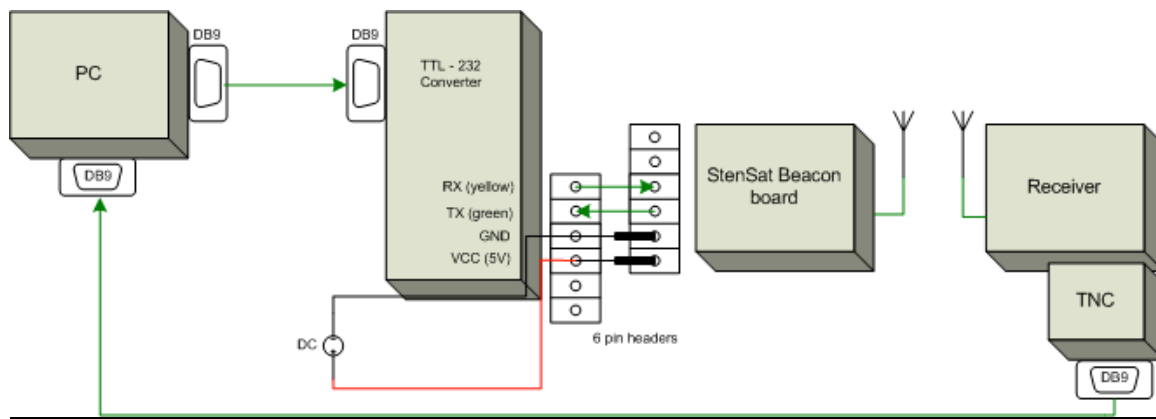 DB9
DB9
PC
TTL - 232
Converter
DB9
RX (yellow)
TX (green)
GND
VCC (5V)
StenSat Beacon
board
Receiver
TNC
DC
6 pin headers
DB9